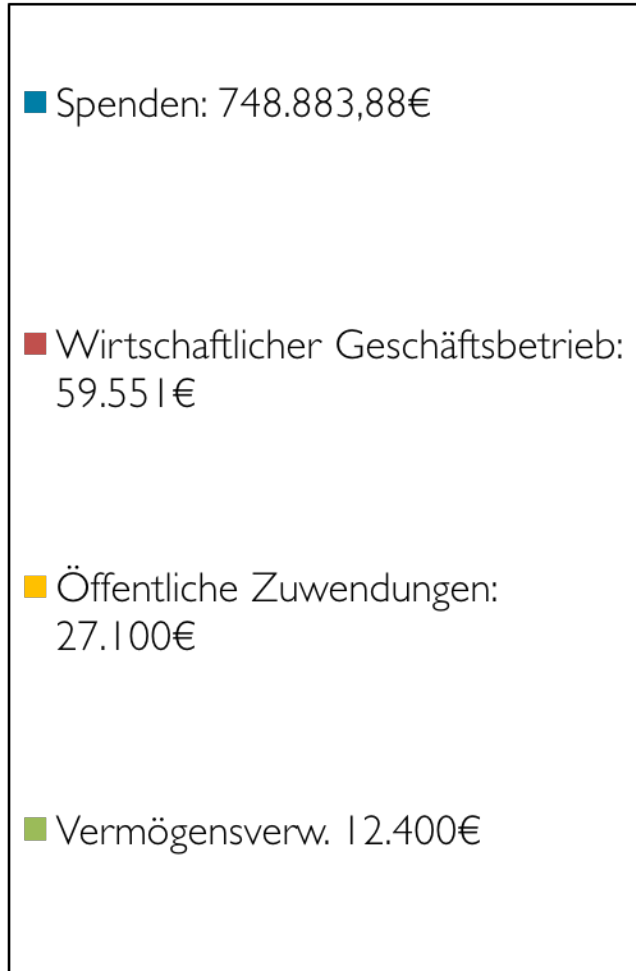 Spenden: 748.883,88€
Wirtschaftlicher Geschäftsbetrieb:
59.551€
Öffentliche Zuwendungen:
27.100€
Vermögensverw. 12.400€